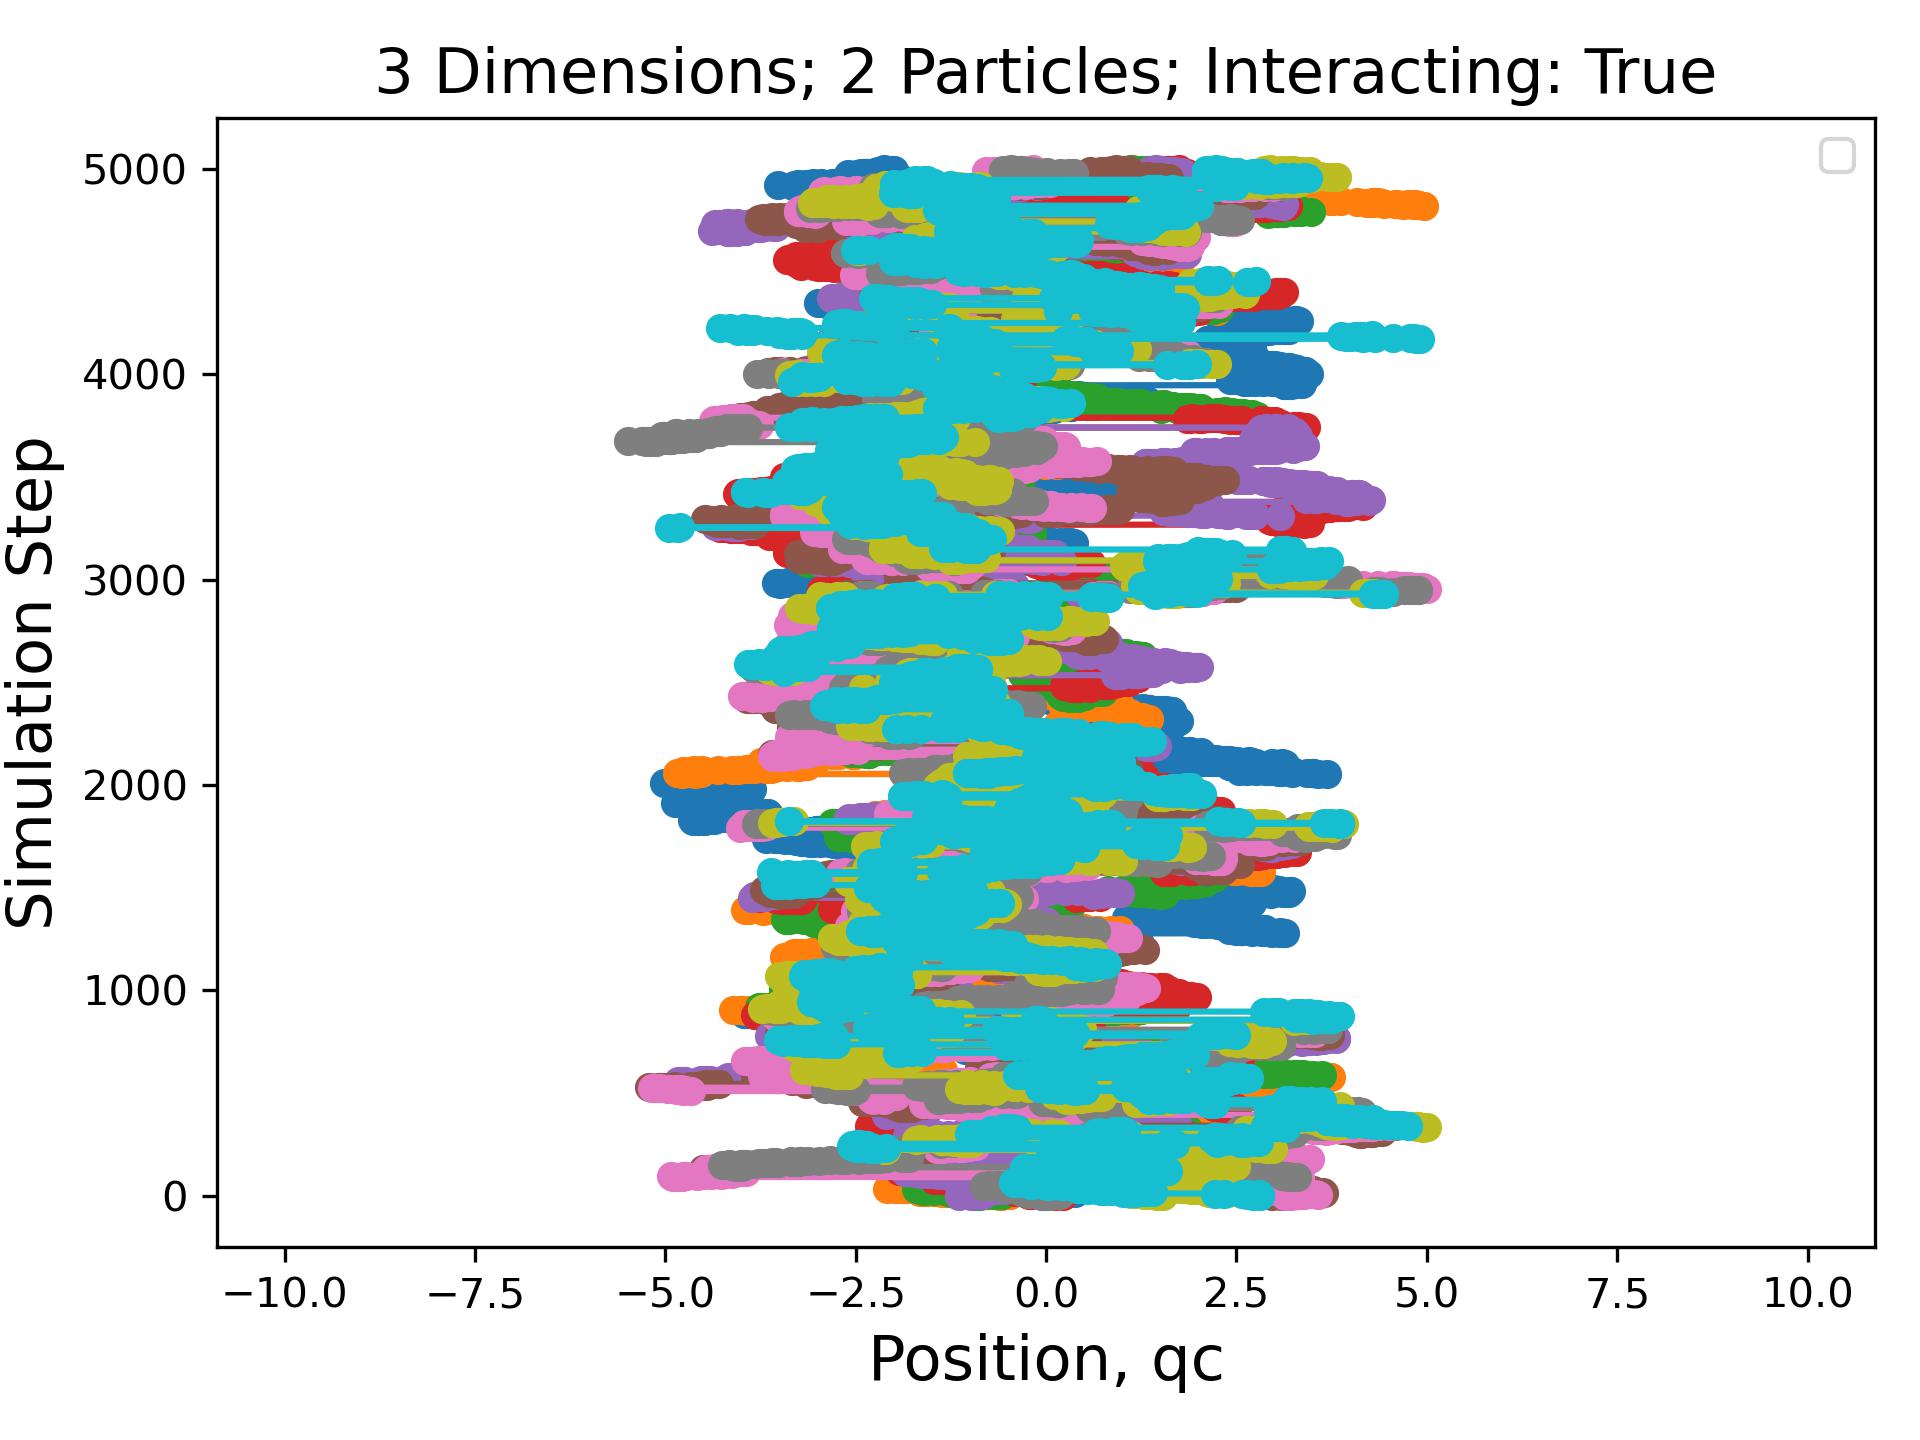 3 Dimensions; 2 Particles; Interacting: True
Simulation Step
5000
4000
3000
2000
1000
0
−10.0 −7.5 −5.0 −2.5 0.0 2.5 5.0 7.5 10.0
Position, qc